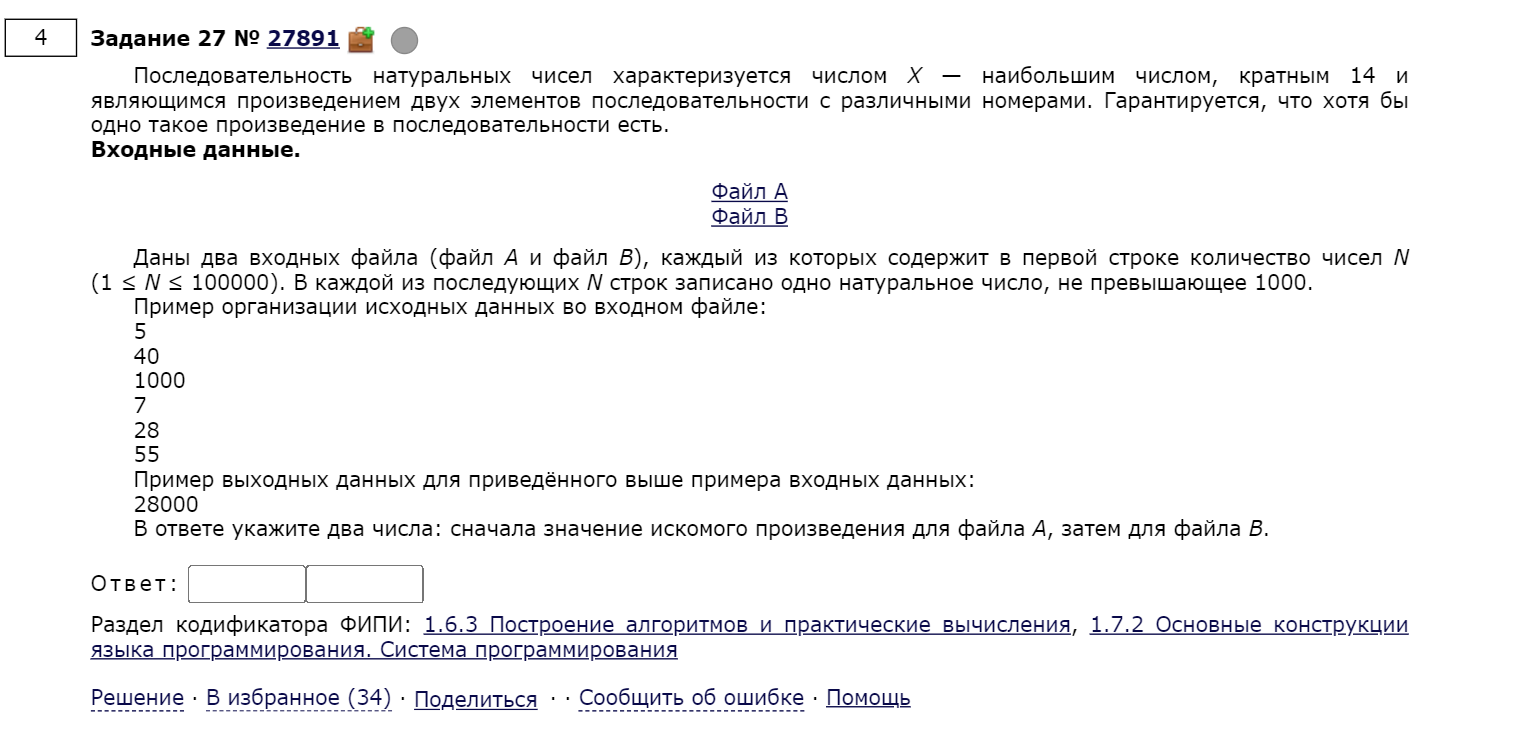 4
Задание 27 № 27891
Последовательность натуральных чисел характеризуется числом X — наибольшим числом, кратным 14 и
являющимся произведением двух элементов последовательности с различными номерами. Гарантируется, что хотя бы
одно такое произведение в последовательности есть.
Входные данные.
Файл A
Файл B
Даны два входных файла (файл A и файл B), каждый из которых содержит в первой строке количество чисел N
(1 ≤ N ≤ 100000). В каждой из последующих N строк записано одно натуральное число, не превышающее 1000.
Пример организации исходных данных во входном файле:
5
40
1000
7
28
55
Пример выходных данных для приведённого выше примера входных данных:
28000
В ответе укажите два числа: сначала значение искомого произведения для файла A, затем для файла B.
Ответ:
Раздел кодификатора ФИПИ: 1.6.3 Построение алгоритмов и практические вычисления, 1.7.2 Основные конструкции
языка программирования. Система программирования
Решение · В избранное (34) · Поделиться · · Сообщить об ошибке · Помощь